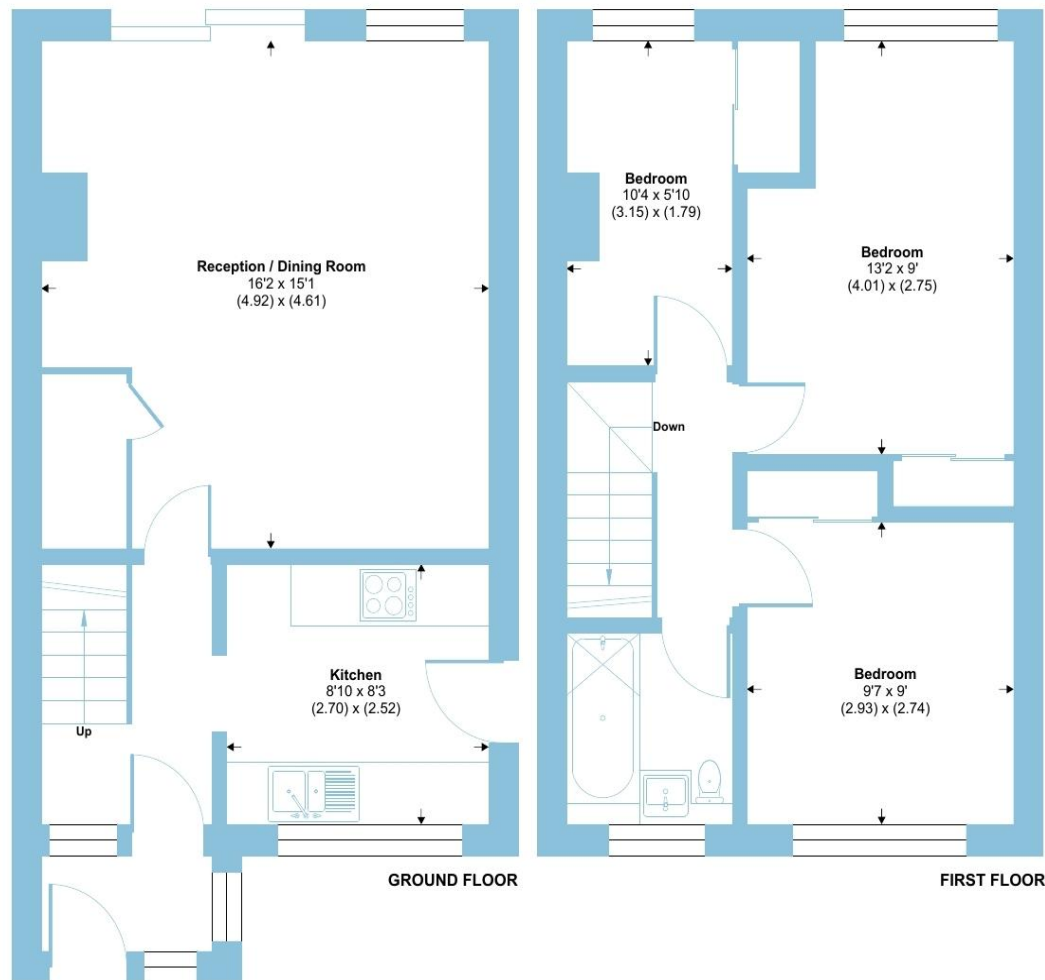 Reception / Dining Room
16'2 x 15'1
(4.92) x (4.61)
Up
Kitchen
8'10 x 8'3
(2.70) x (2.52)
GROUND FLOOR
Bedroom
10'4 x 5'10
(3.15) x (1.79)
Bedroom
13'2 x 9'
(4.01) x (2.75)
Down
Bedroom
9'7 x 9'
(2.93) x (2.74)
FIRST FLOOR